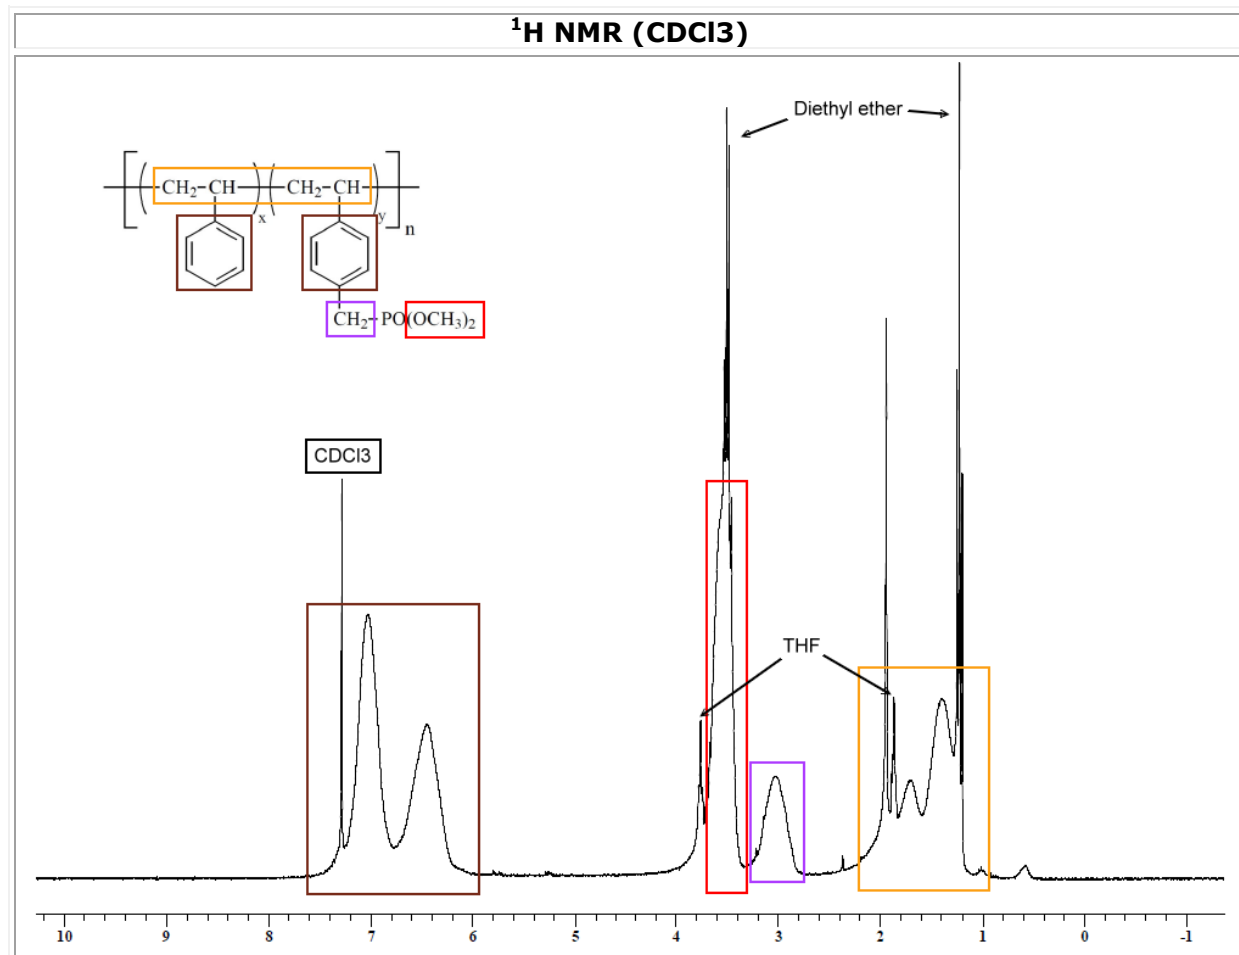 ¹H NMR (CDCl3)
Diethyl ether
CH₂-CH CH₂-CH
x y n
CH₂-PO(OCH₃)₂
CDCl3
THF
10 9 8 7 6 5 4 3 2 1 0 -1